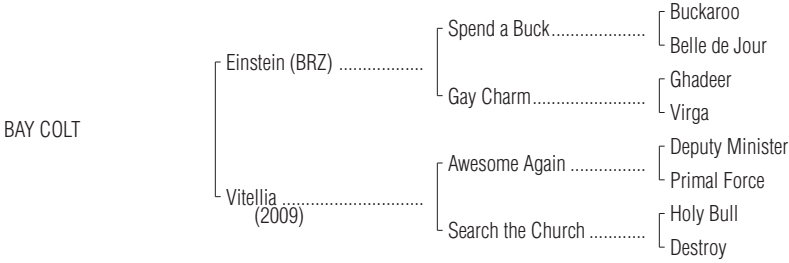 Buckaroo
Spend a Buck.....................
Belle de Jour
Einstein (BRZ) ..................
Ghadeer
Gay Charm.........................
Virga
BAY COLT
Deputy Minister
Awesome Again ................
Primal Force
Vitellia ..............................
(2009)
Holy Bull
Search the Church ............
Destroy